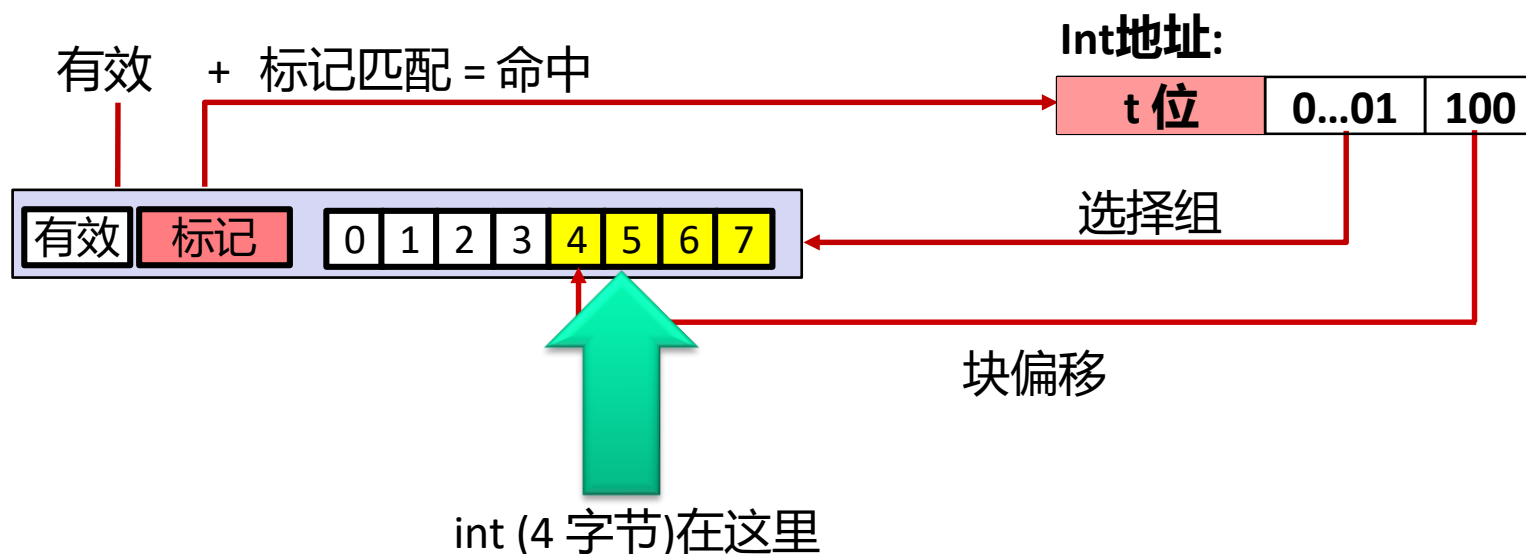 Int地址:
有效 + 标记匹配 = 命中
t 位 0...01 100
选择组
有效 标记 0 1 2 3 4 5 6 7
块偏移
int (4 字节)在这里